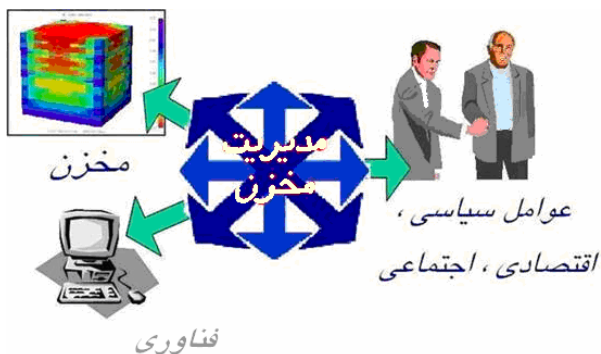 مدیریت
مخزن
مخزن
عوامل سیاسی ،
اقتصادی ، اجتماعی
فناوری